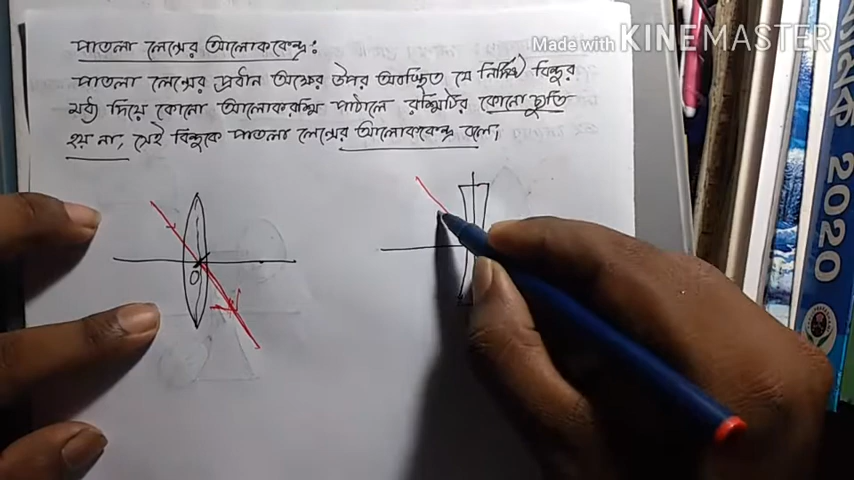 Made with KINEMASTER
পাতলা লেন্সের আলোককেন্দ্র:
পাতলা লেন্সের প্রধান অক্ষের উপর অবস্থিত যে নির্দিষ্ট বিন্দুর
মধ্য দিয়ে কোনো আলোকরশ্মি পাঠালে রশ্মিটির কোনো চ্যুতি
হয় না, সেই বিন্দুকে পাতলা লেন্সের আলোককেন্দ্র বলে,
O
2020